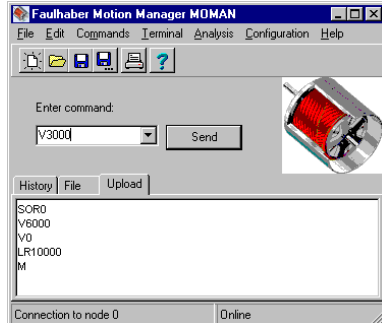 Faulhaber Motion Manager MOMAN
File Edit Commands Terminal Analysis Configuration Help
Enter command:
V3000
Send
History File Upload
SOR0
V6000
V0
LR10000
M
Connection to node 0 Online